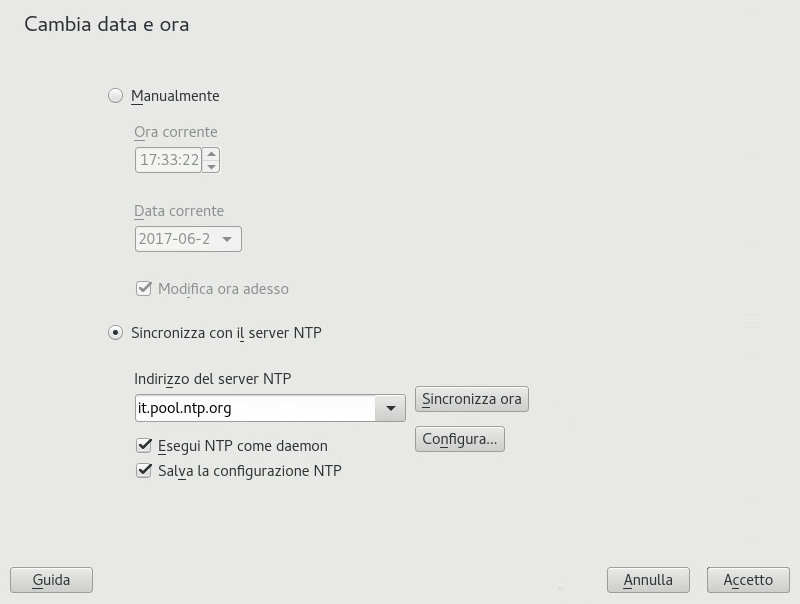 Cambia data e ora
Manualmente
Ora corrente
17:33:22
Data corrente
2017-06-2
Modifica ora adesso
Sincronizza con il server NTP
Indirizzo del server NTP
it.pool.ntp.org
Sincronizza ora
Esegui NTP come daemon
Configura...
Salva la configurazione NTP
Guida
Annulla
Accetto